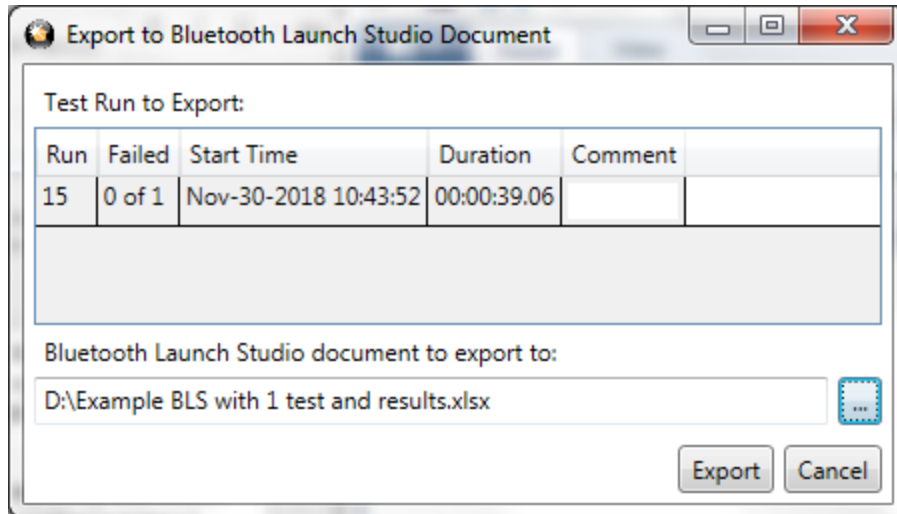 Export to Bluetooth Launch Studio Document
Test Run to Export:
Run Failed Start Time Duration Comment
15 0 of 1 Nov-30-2018 10:43:52 00:00:39.06
Bluetooth Launch Studio document to export to:
D:\Example BLS with 1 test and results.xlsx
...
Export Cancel